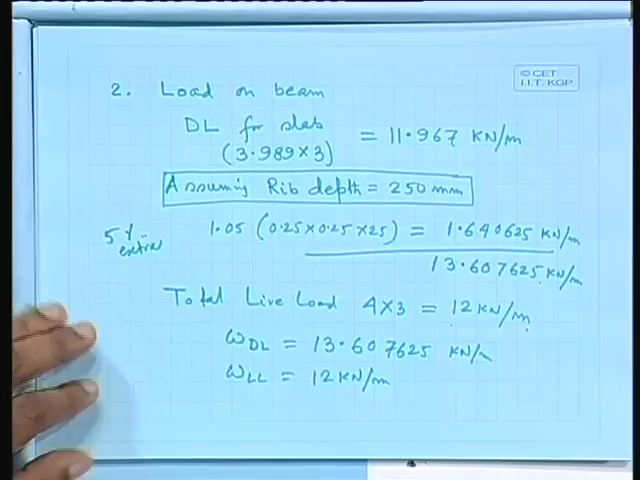 © CET
I.I.T. KGP
2. Load on beam
DL for slab
(3.989 × 3) = 11.967 KN/m
Assuming Rib depth = 250 mm
5% extra 1.05 (0.25×0.25×25) = 1.640625 KN/m
13.607625 KN/m
Total Live Load 4×3 = 12 KN/m
ω_DL = 13.607625 KN/m
ω_LL = 12 KN/m